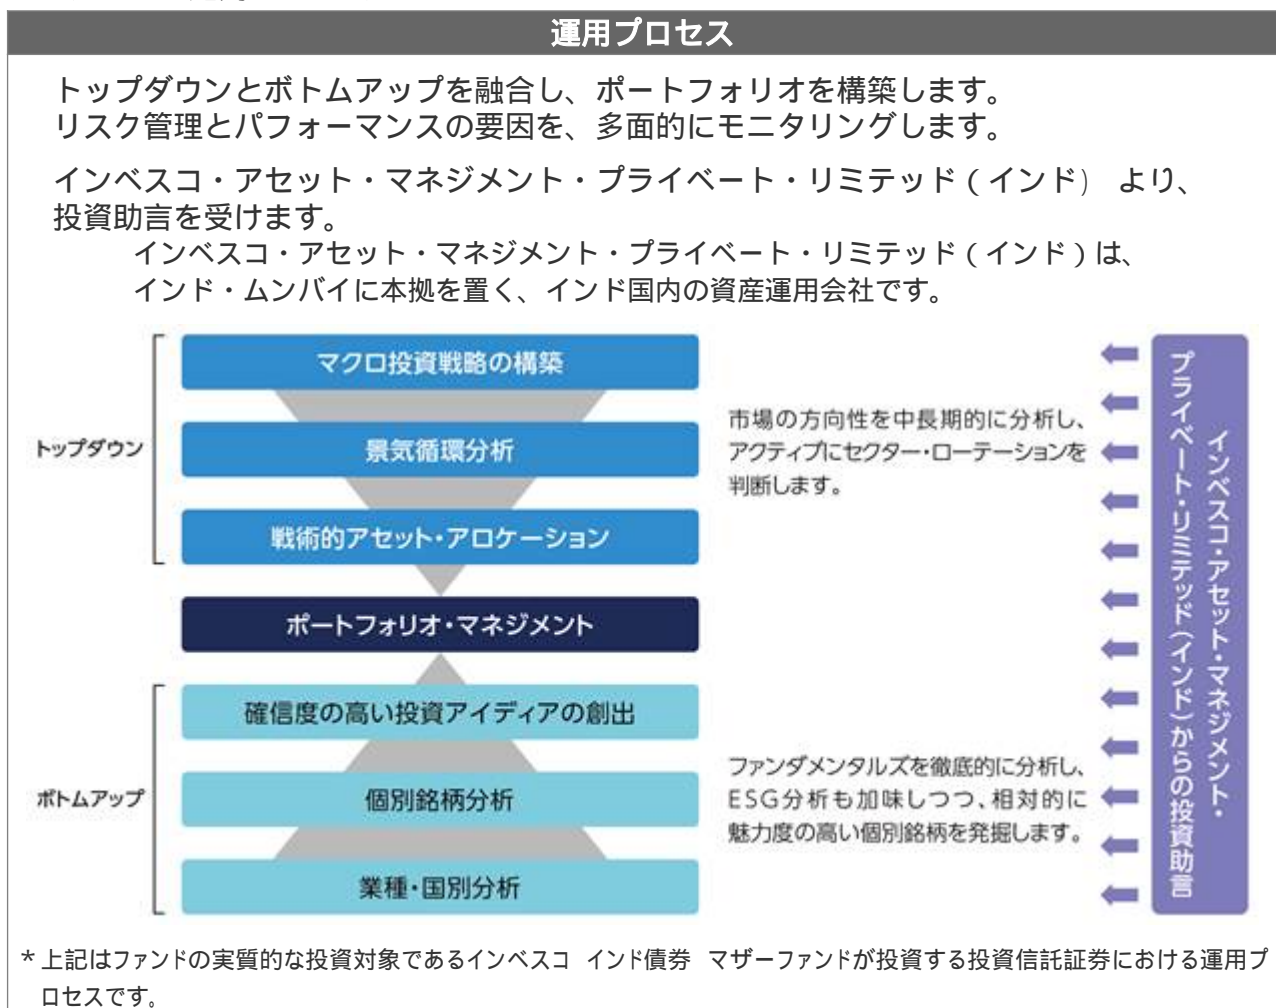 運用プロセス
トップダウンとボトムアップを融合し、ポートフォリオを構築します。
リスク管理とパフォーマンスの要因を、多面的にモニタリングします。
インベスコ・アセット・マネジメント・プライベート・リミテッド(インド) より、
投資助言を受けます。
インベスコ・アセット・マネジメント・プライベート・リミテッド(インド)は、
インド・ムンバイに本拠を置く、インド国内の資産運用会社です。
トップダウン
マクロ投資戦略の構築
景気循環分析
戦術的アセット・アロケーション
市場の方向性を中長期的に分析し、
アクティブにセクター・ローテーションを
判断します。
ポートフォリオ・マネジメント
ボトムアップ
確信度の高い投資アイディアの創出
個別銘柄分析
業種・国別分析
ファンダメンタルズを徹底的に分析し、
ESG分析も加味しつつ、相対的に
魅力度の高い個別銘柄を発掘します。
インベスコ・アセット・マネジメント・
プライベート・リミテッド(インド)からの投資助言
*上記はファンドの実質的な投資対象であるインベスコ インド債券 マザーファンドが投資する投資信託証券における運用プ
ロセスです。